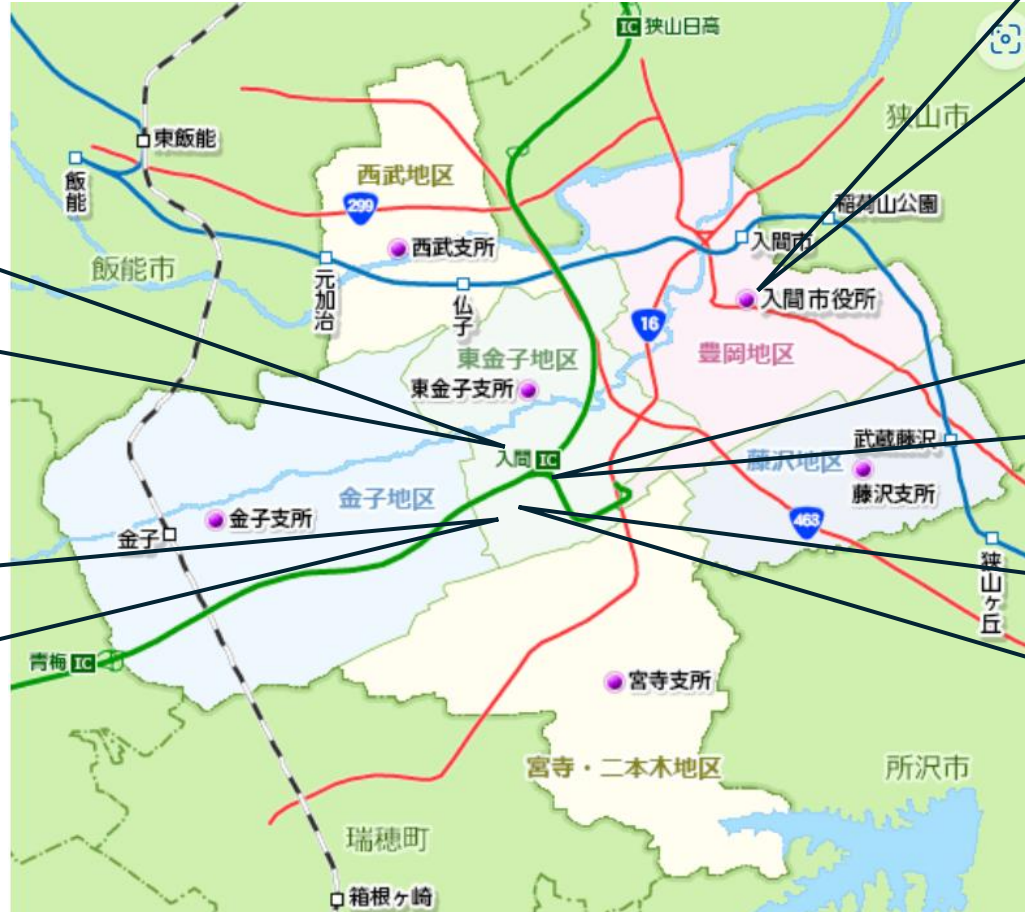 IC 狭山日高
狭山市
東飯能
飯能
西武地区
299
稲荷山公園
入間市
西武支所
飯能市
元加治
仏子
入間市役所
16
東金子地区
豊岡地区
東金子支所
武蔵藤沢
入間 IC
藤沢地区
藤沢支所
金子地区
金子支所
金子
463
狭山ヶ丘
青梅 IC
宮寺支所
宮寺・二本木地区
所沢市
瑞穂町
箱根ヶ崎